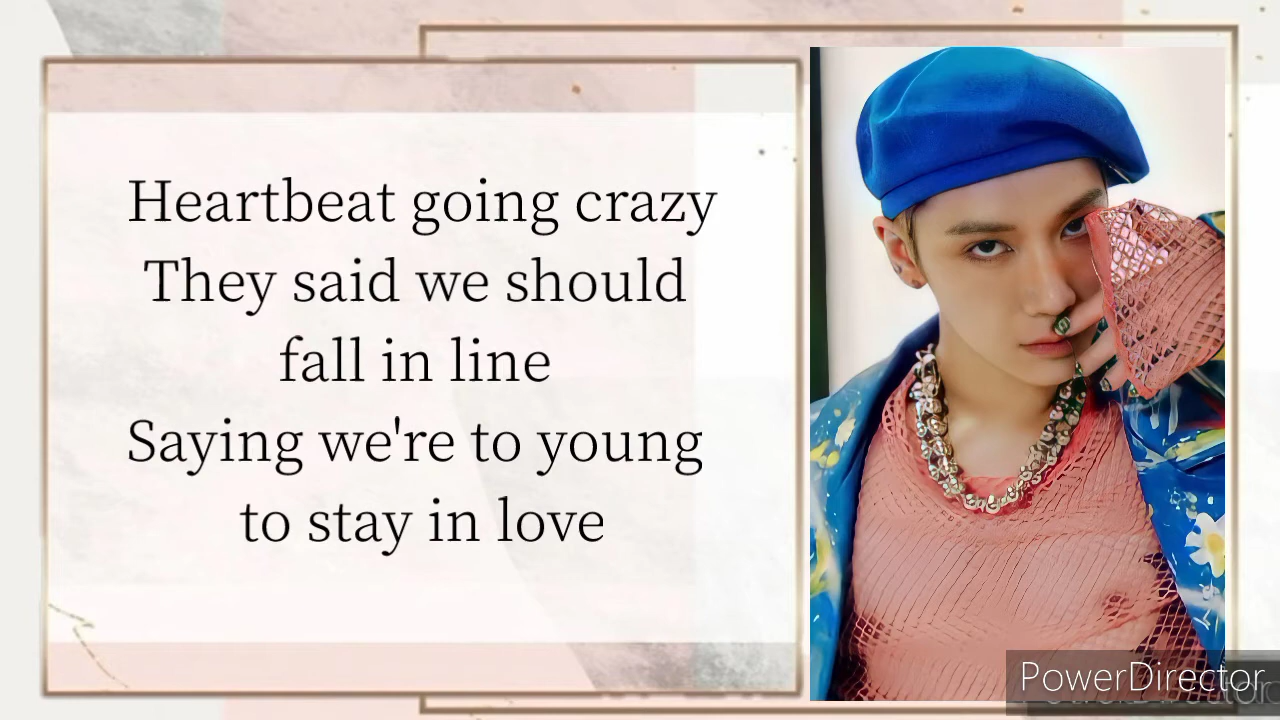 Heartbeat going crazy
They said we should
fall in line
Saying we're to young
to stay in love
PowerDirector